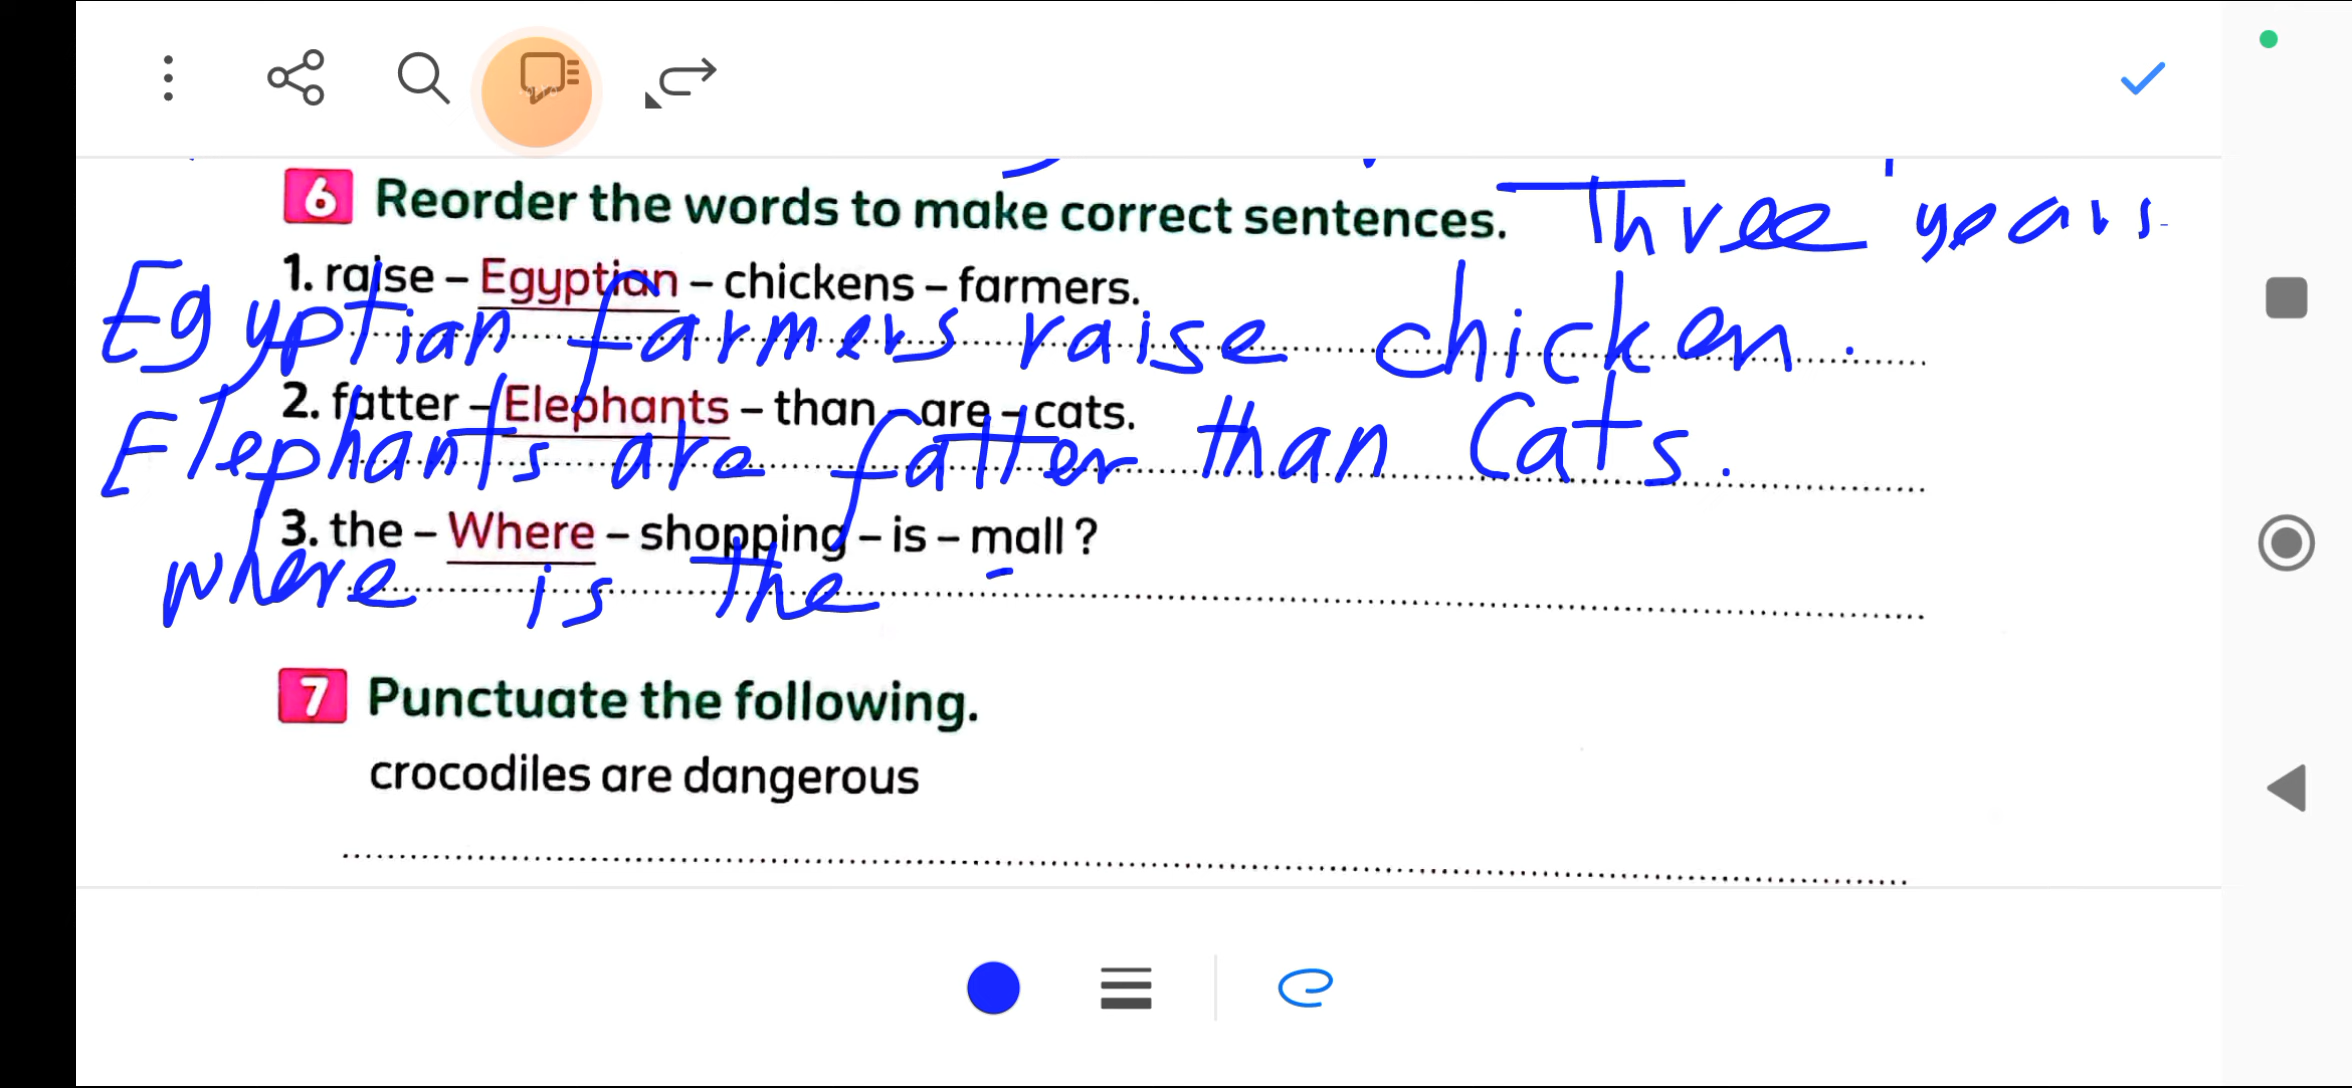 6 Reorder the words to make correct sentences. Three years.
1. raise – Egyptian – chickens – farmers.
Egyptian farmers raise chicken.
2. fatter – Elephants – than – are – cats.
Elephants are fatter than Cats.
3. the – Where – shopping – is – mall ?
where is the
7 Punctuate the following.
crocodiles are dangerous